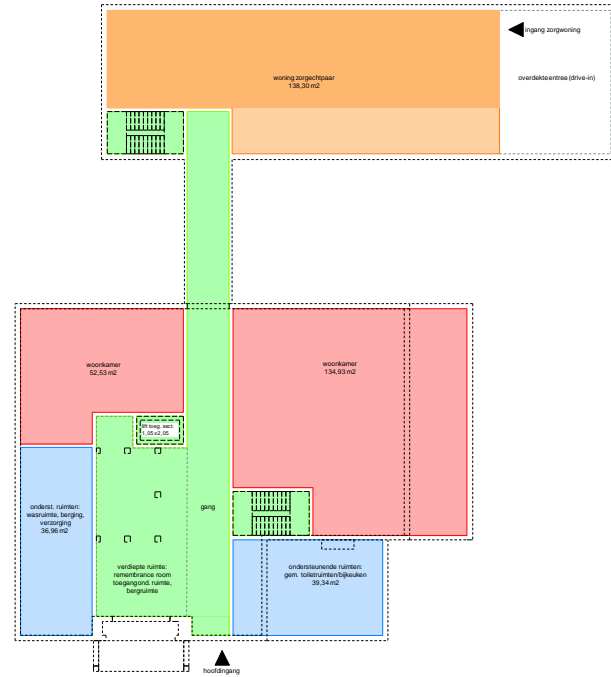 ingang zorgwoning
woning zorgechtpaar
138,30 m2
overdekte entree (drive-in)
woonkamer
52,53 m2
woonkamer
134,93 m2
lift toeg. sect.
1,05 x 2,05
onderst. ruimten:
wasruimte, berging,
verzorging
36,96 m2
gang
verdiepte ruimte:
remembrance room
toegang ond. ruimte,
bergruimte
ondersteunende ruimten:
gem. toiletruimten/bijkeuken
39,34 m2
hoofdingang